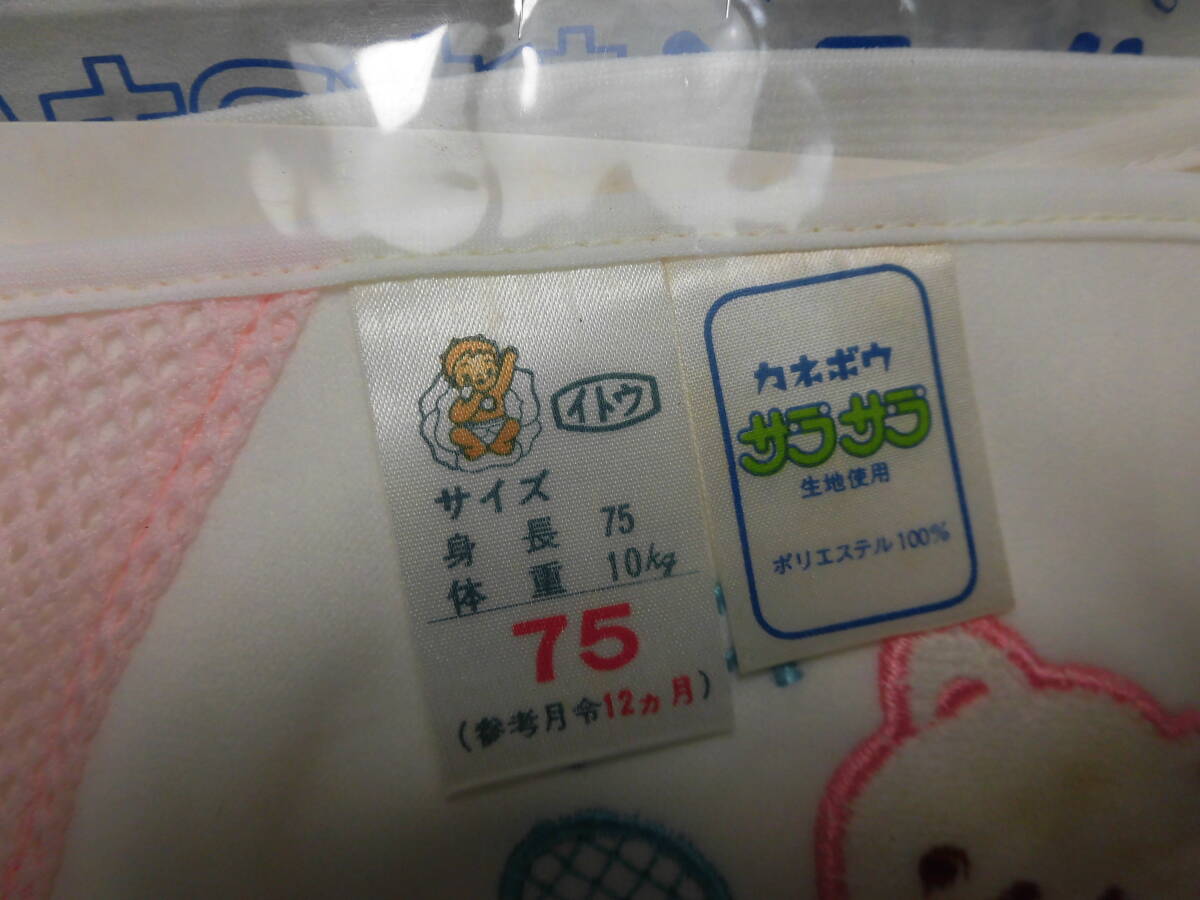 イトウ
サイズ
身長 75
体重 10kg
75
(参考月令12ヵ月)
カネボウ
サラサラ
生地使用
ポリエステル100%